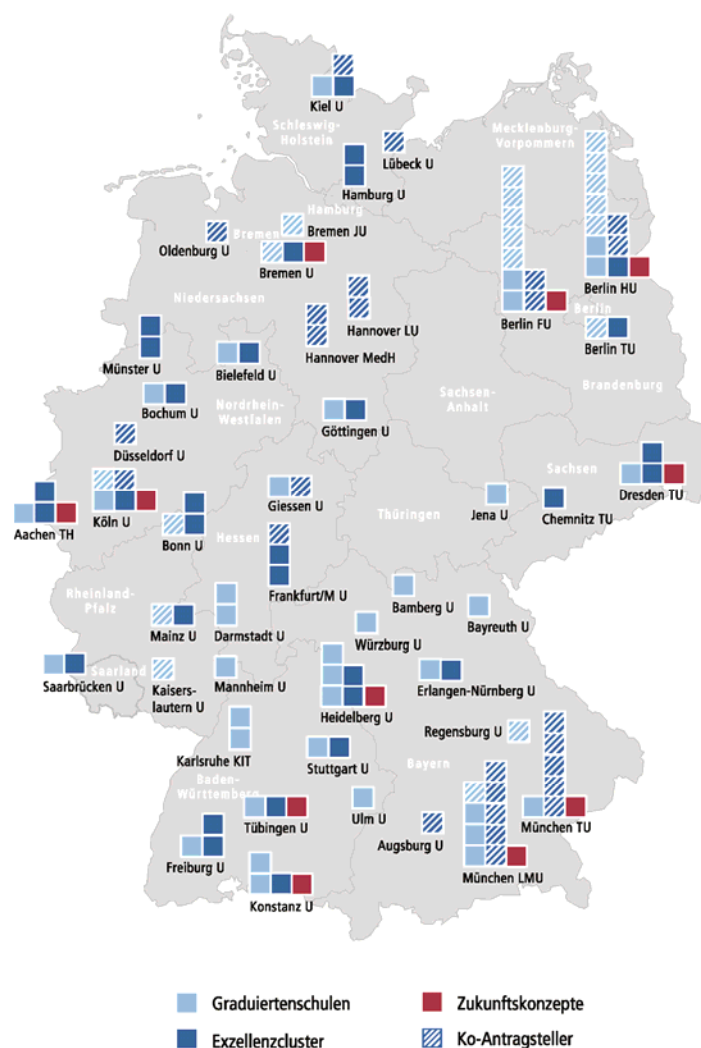 Kiel U
Schleswig-
Holstein
Mecklenburg-
Vorpommern
Lübeck U
Hamburg U
Hamburg
Bremen JU
Bremen
Oldenburg U
Bremen U
Berlin HU
Niedersachsen
Hannover LU
Berlin FU
Berlin
Hannover MedH
Berlin TU
Münster U
Bielefeld U
Brandenburg
Sachsen-
Anhalt
Bochum U
Nordrhein-
Westfalen
Göttingen U
Düsseldorf U
Sachsen
Dresden TU
Giessen U
Jena U
Chemnitz TU
Thüringen
Köln U
Aachen TH
Bonn U
Hessen
Frankfurt/M U
Rheinland-
Pfalz
Bamberg U
Bayreuth U
Mainz U
Darmstadt U
Würzburg U
Saarland
Saarbrücken U
Kaisers-
lautern U
Mannheim U
Erlangen-Nürnberg U
Heidelberg U
Regensburg U
Karlsruhe KIT
Stuttgart U
Bayern
Baden-
Württemberg
Tübingen U
Ulm U
Augsburg U
München TU
Freiburg U
München LMU
Konstanz U
Graduiertenschulen
Zukunftskonzepte
Exzellenzcluster
Ko-Antragsteller